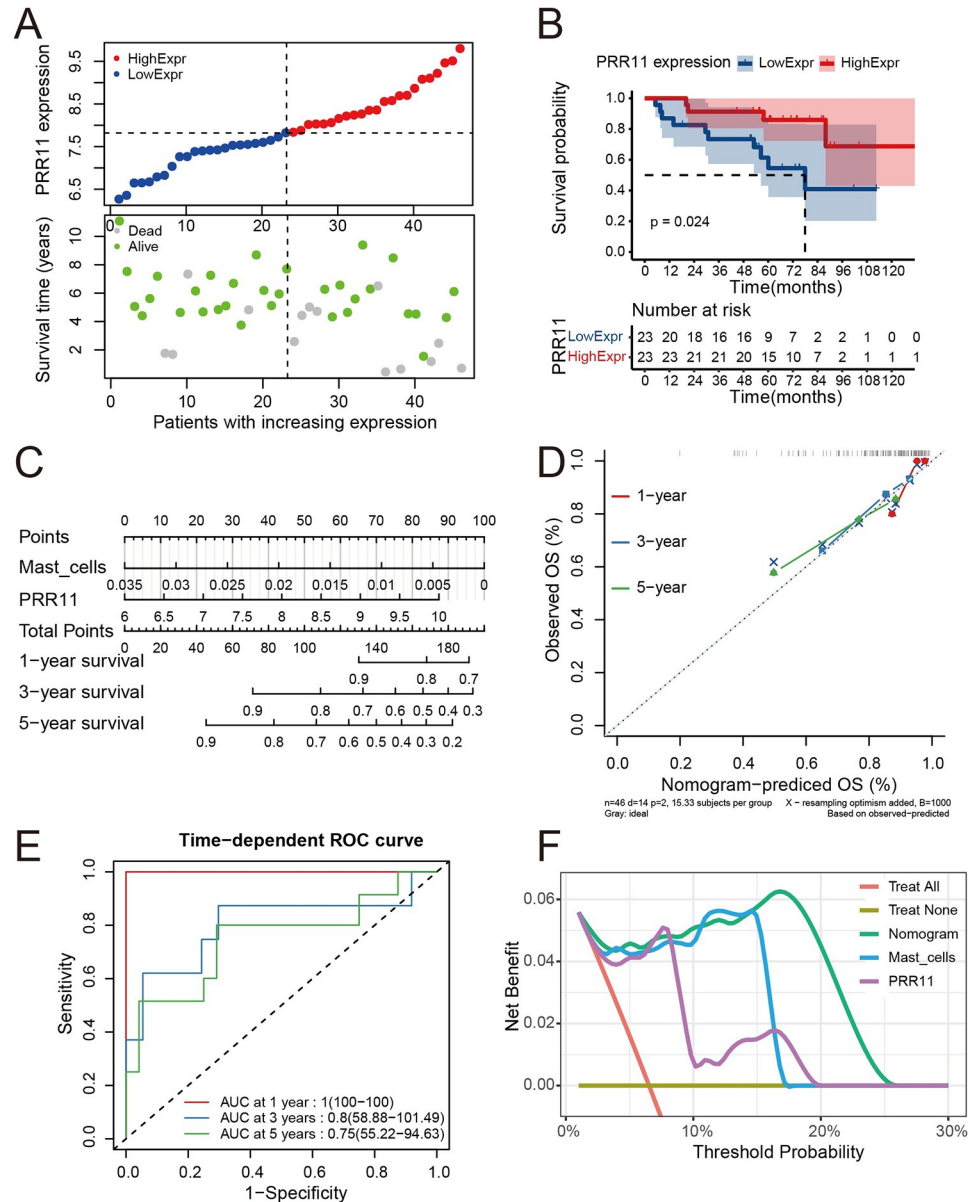 A
PRR11 expression
9.5
8.5
7.5
6.5
HighExpr
LowExpr
0 10 20 30 40
Survival time (years)
10
8
6
4
2
Dead
Alive
0 10 20 30 40
Patients with increasing expression
B
PRR11 expression LowExpr HighExpr
Survival probability
1.0
0.8
0.6
0.4
0.2
0.0
p = 0.024
0 12 24 36 48 60 72 84 96 108 120
Time(months)
Number at risk
PRR11
LowExpr 23 20 18 16 16 9 7 2 2 1 0 0
HighExpr 23 23 21 21 20 15 10 7 2 1 1 1
0 12 24 36 48 60 72 84 96 108 120
Time(months)
C
0 10 20 30 40 50 60 70 80 90 100
Points
Mast_cells
0.035 0.03 0.025 0.02 0.015 0.01 0.005 0
PRR11
6 6.5 7 7.5 8 8.5 9 9.5 10
Total Points
0 20 40 60 80 100 140 180
1−year survival
0.9 0.8 0.7
3−year survival
0.9 0.8 0.7 0.6 0.5 0.4 0.3
5−year survival
0.9 0.8 0.7 0.6 0.5 0.4 0.3 0.2
D
Observed OS (%)
1.0
0.8
0.6
0.4
0.2
0.0
1−year
3−year
5−year
0.0 0.2 0.4 0.6 0.8 1.0
Nomogram−prediced OS (%)
n=46 d=14 p=2, 15.33 subjects per group X − resampling optimism added, B=1000
Gray: ideal Based on observed−predicted
E
Time−dependent ROC curve
Sensitivity
1.0
0.8
0.6
0.4
0.2
0.0
AUC at 1 year : 1(100−100)
AUC at 3 years : 0.8(58.88−101.49)
AUC at 5 years : 0.75(55.22−94.63)
0.0 0.2 0.4 0.6 0.8 1.0
1−Specificity
F
Net Benefit
0.06
0.04
0.02
0.00
Treat All
Treat None
Nomogram
Mast_cells
PRR11
0% 10% 20% 30%
Threshold Probability